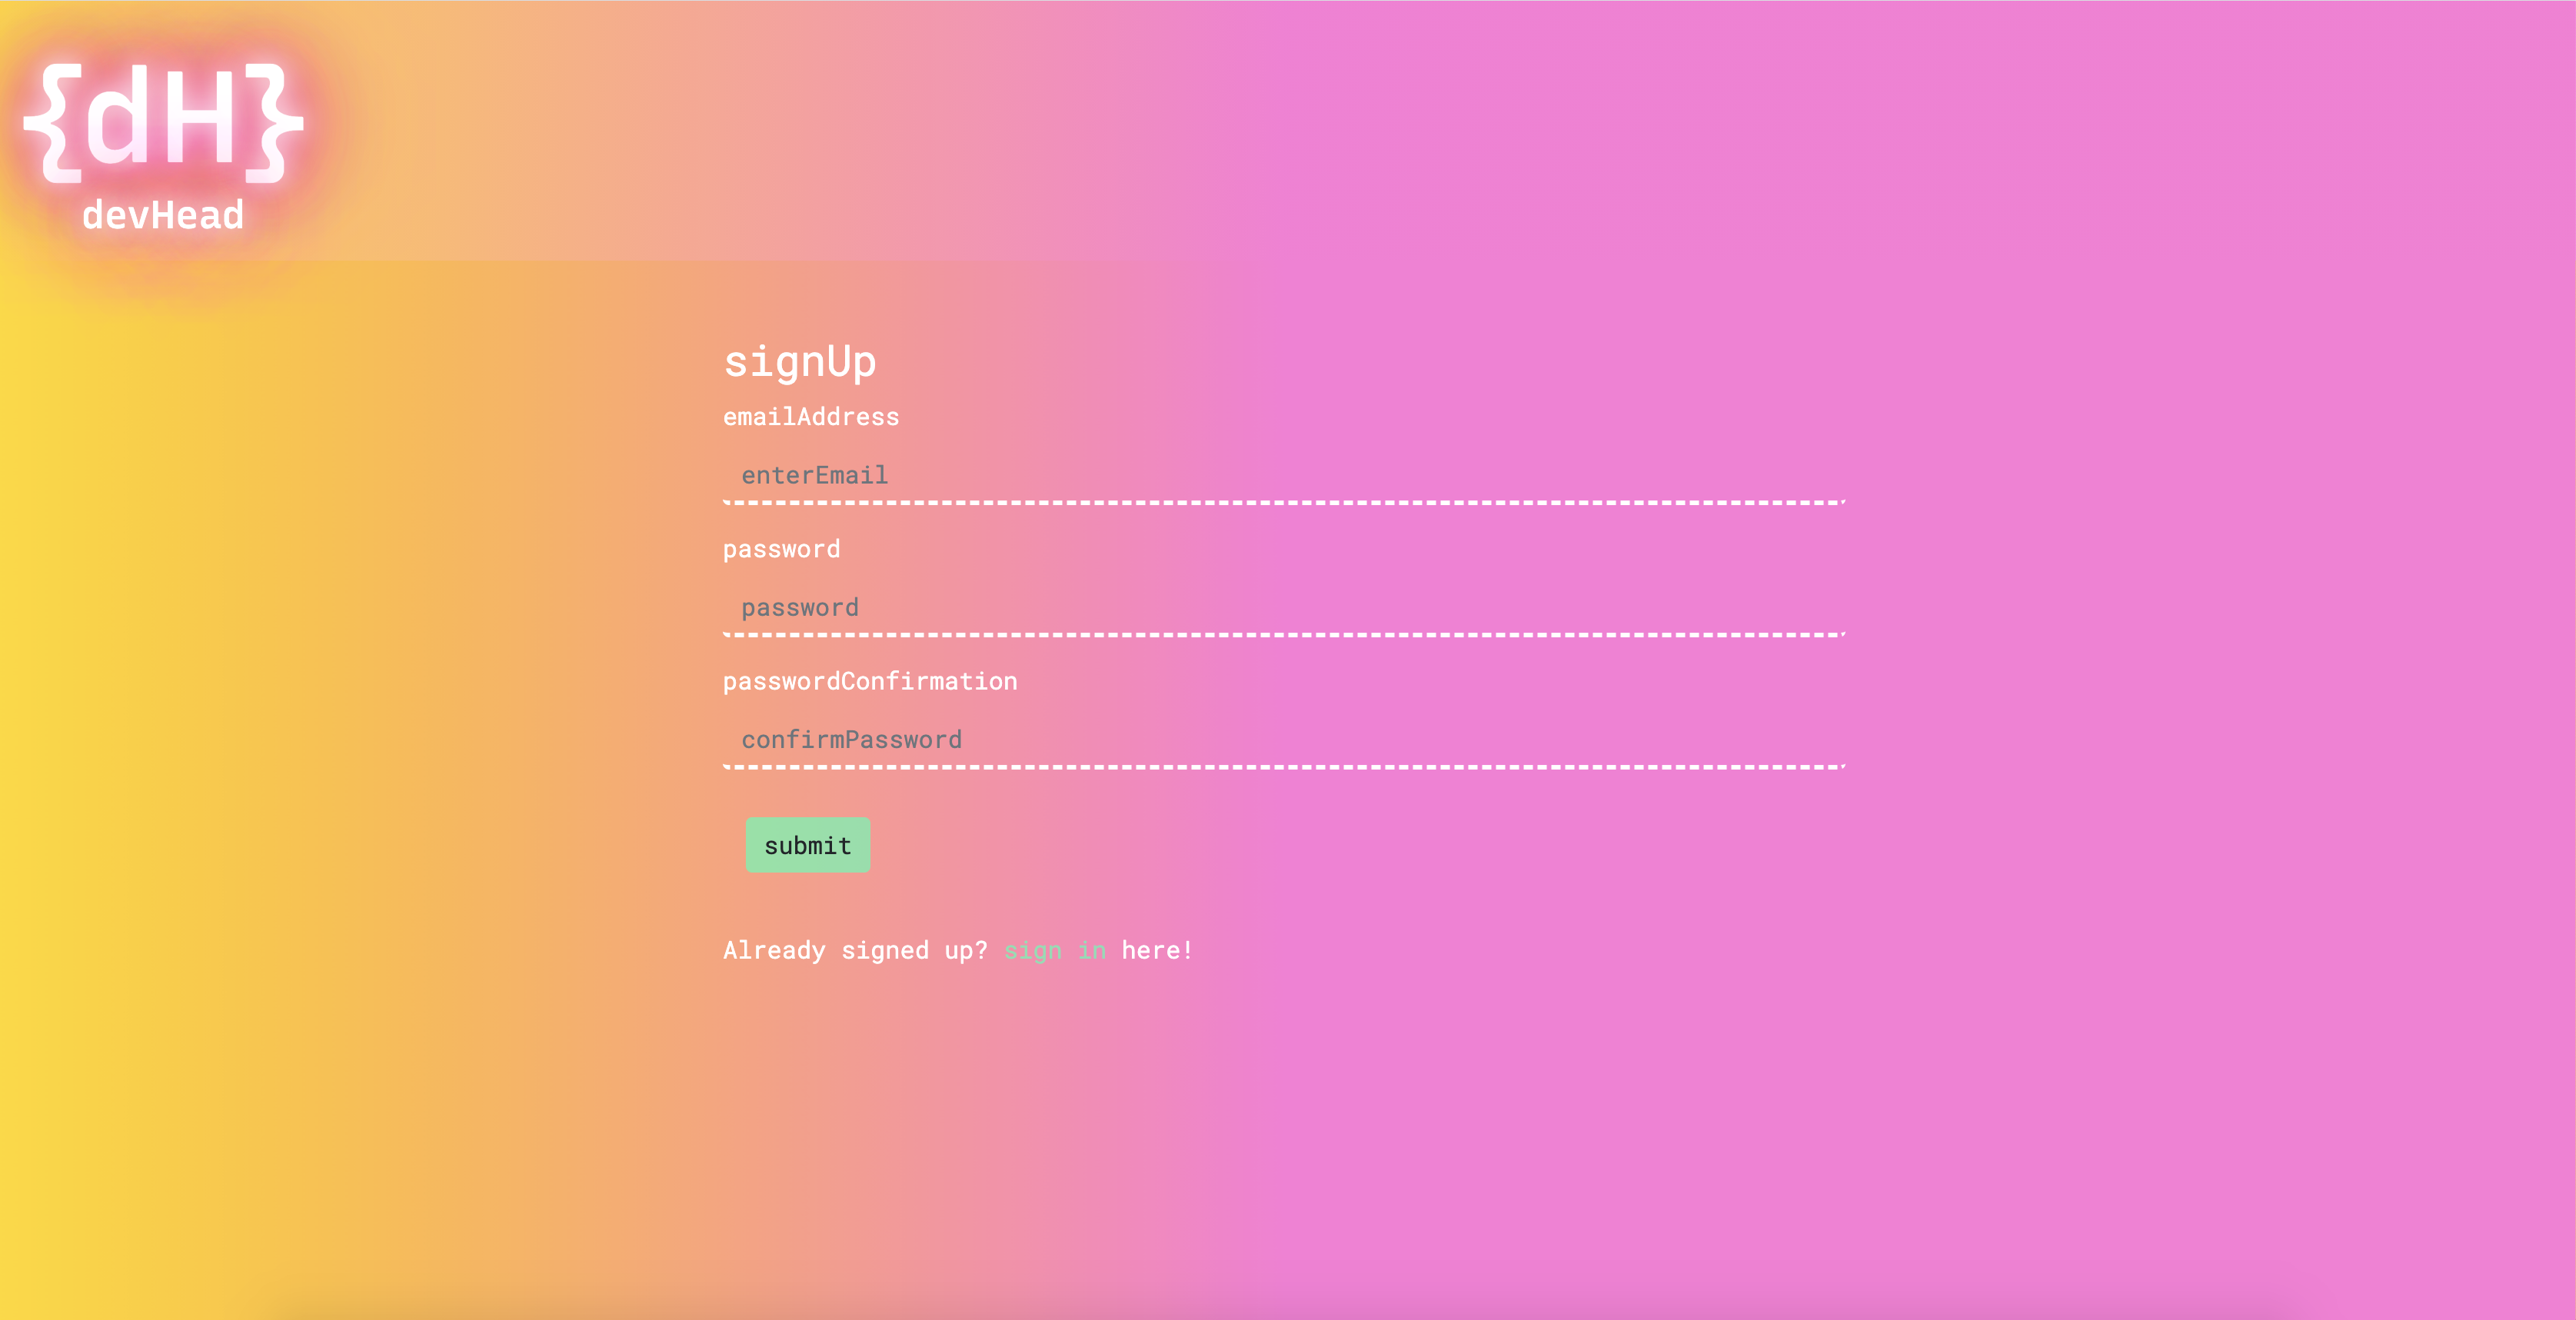 {dH}
devHead
signUp
emailAddress
enterEmail
password
password
passwordConfirmation
confirmPassword
submit
Already signed up? sign in here!